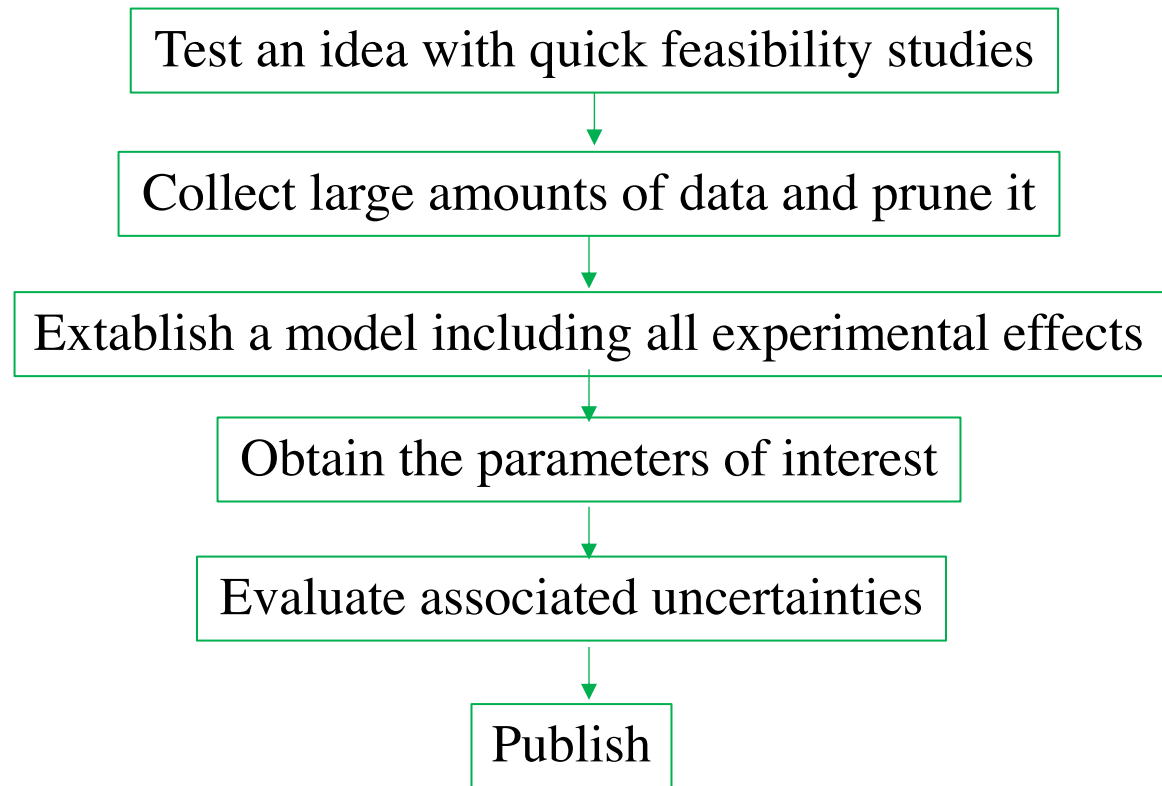 Test an idea with quick feasibility studies
Collect large amounts of data and prune it
Extablish a model including all experimental effects
Obtain the parameters of interest
Evaluate associated uncertainties
Publish